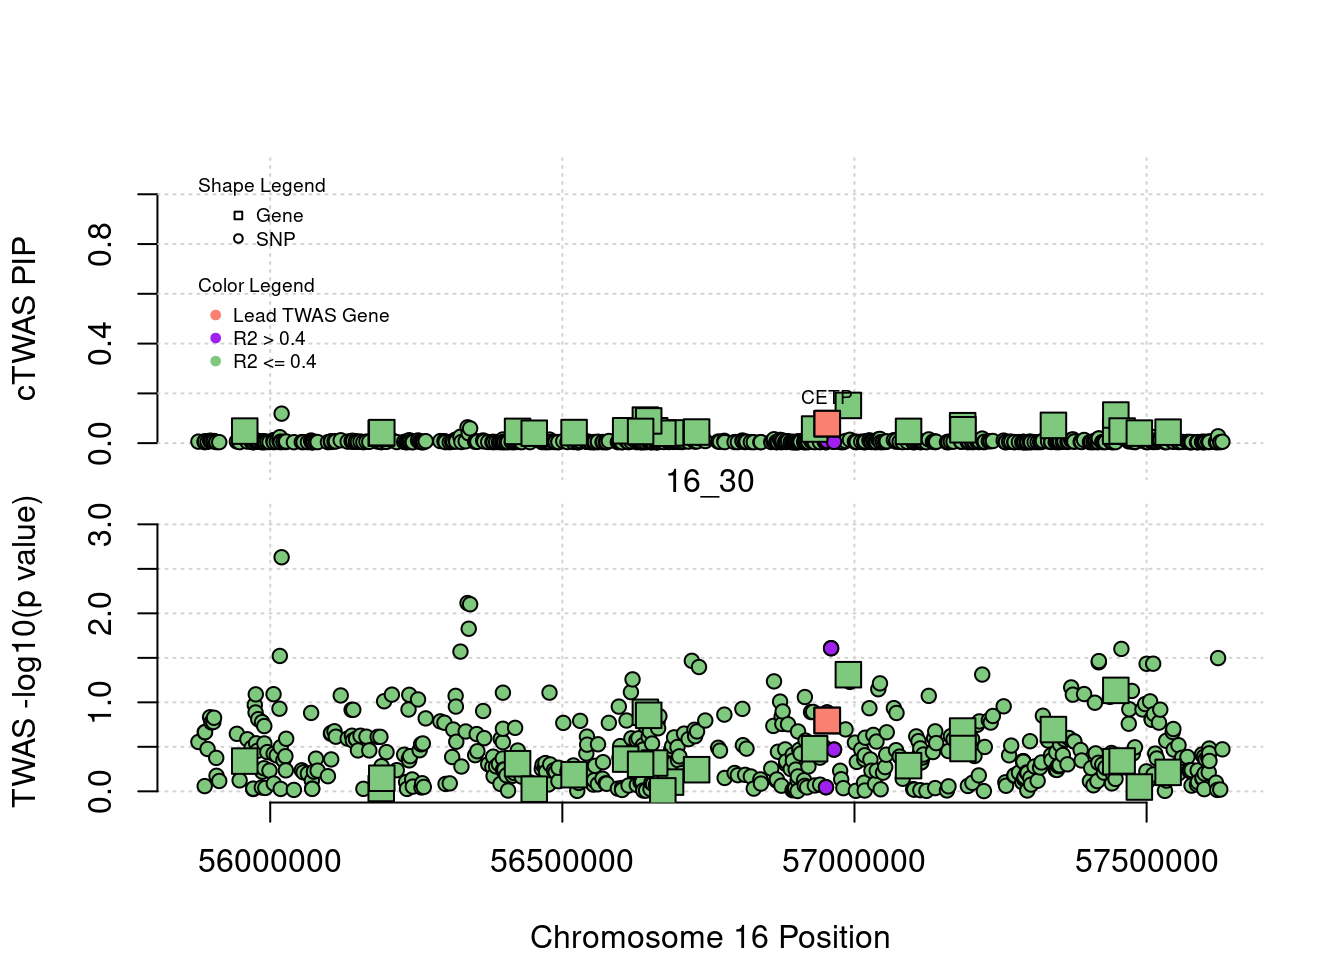 Shape Legend
Gene
SNP
Color Legend
Lead TWAS Gene
R2 > 0.4
R2 <= 0.4
CETP
cTWAS PIP
0.8
0.4
0.0
16_30
TWAS -log10(p value)
3.0
2.0
1.0
0.0
56000000 56500000 57000000 57500000
Chromosome 16 Position